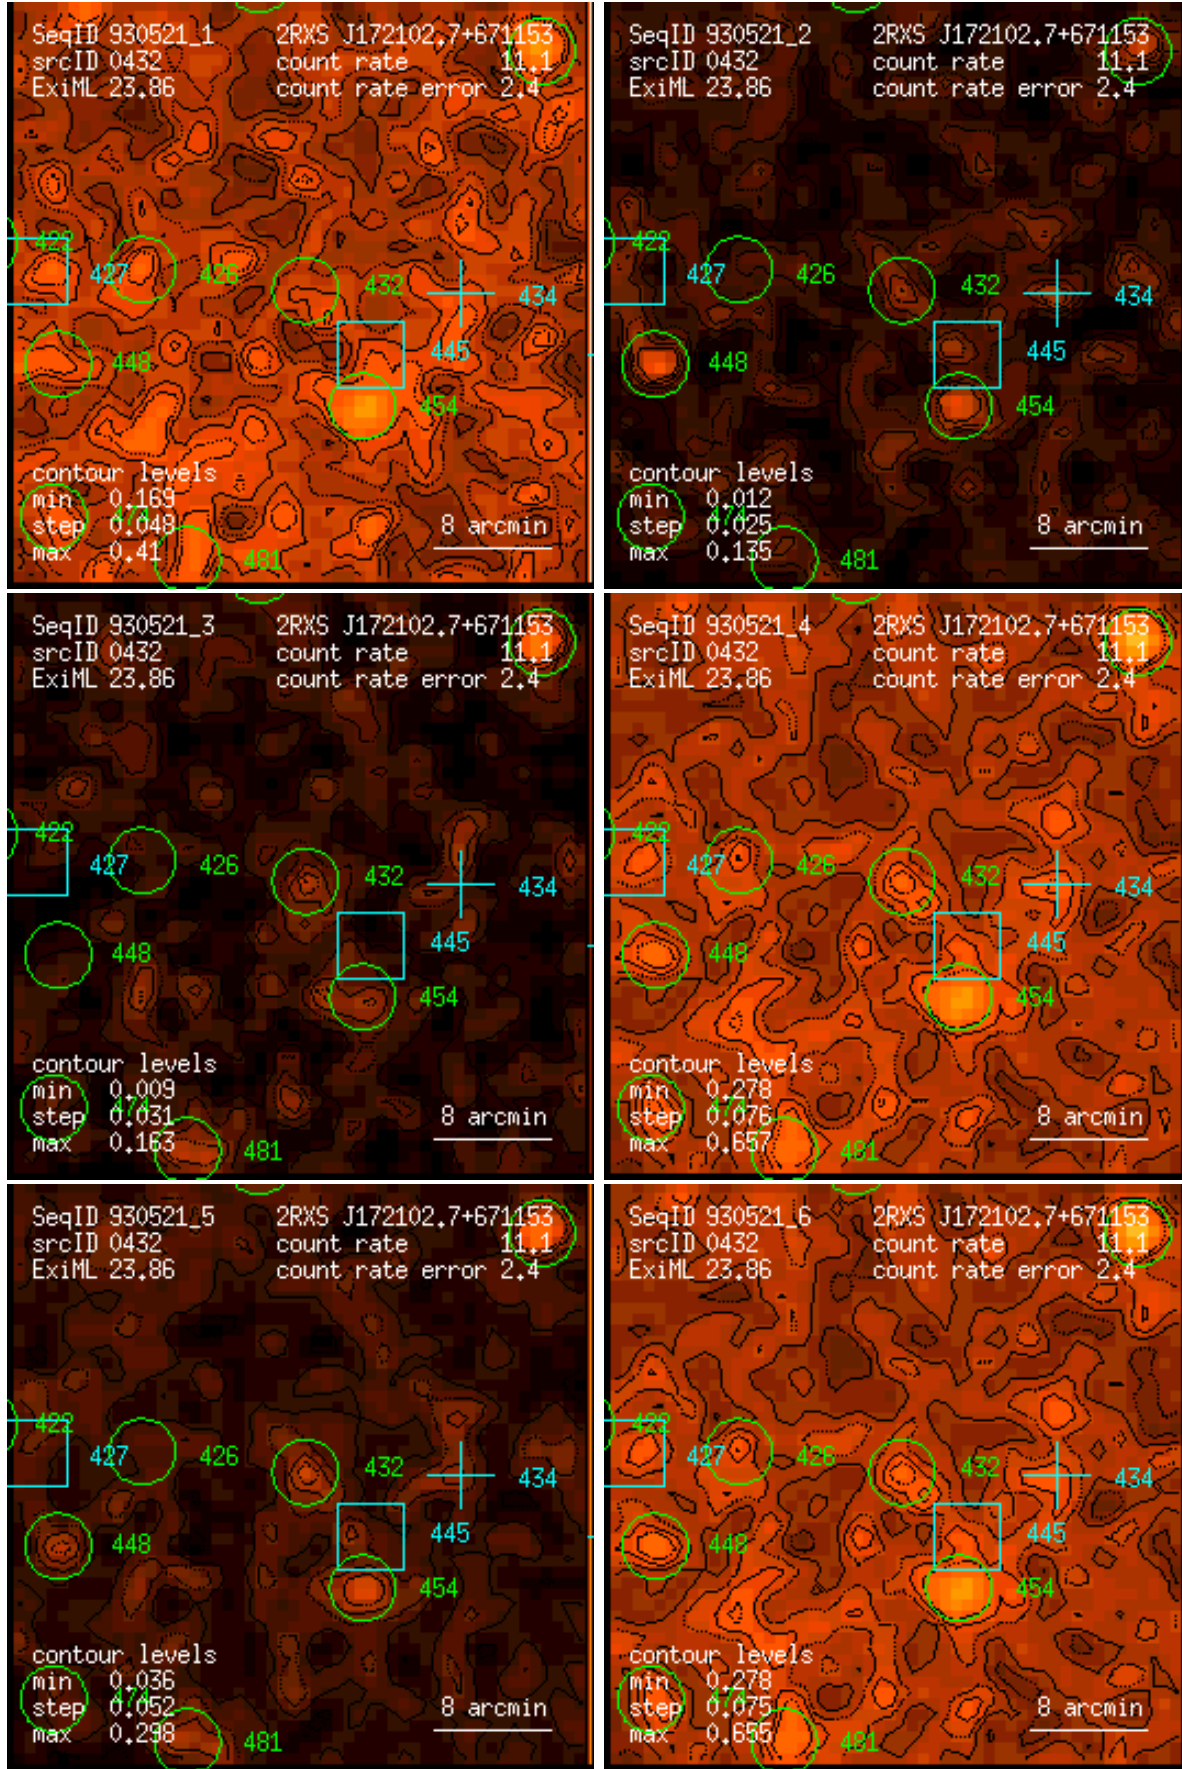 SeqID 930521_1 2RXS J172102.7+671153
srcID 0432 count rate 11.1
ExiML 23.86 count rate error 2.4
422
427 426 432 434
448 445
454
contour levels
min 0.169
step 0.048
max 0.41
481
8 arcmin
SeqID 930521_2 2RXS J172102.7+671153
srcID 0432 count rate 11.1
ExiML 23.86 count rate error 2.4
422
427 426 432 434
448 445
454
contour levels
min 0.012
step 0.025
max 0.135
481
8 arcmin
SeqID 930521_3 2RXS J172102.7+671153
srcID 0432 count rate 11.1
ExiML 23.86 count rate error 2.4
422
427 426 432 434
448 445
454
contour levels
min 0.009
step 0.031
max 0.163
481
8 arcmin
SeqID 930521_4 2RXS J172102.7+671153
srcID 0432 count rate 11.1
ExiML 23.86 count rate error 2.4
422
427 426 432 434
448 445
454
contour levels
min 0.278
step 0.076
max 0.657
481
8 arcmin
SeqID 930521_5 2RXS J172102.7+671153
srcID 0432 count rate 11.1
ExiML 23.86 count rate error 2.4
422
427 426 432 434
448 445
454
contour levels
min 0.036
step 0.052
max 0.298
481
8 arcmin
SeqID 930521_6 2RXS J172102.7+671153
srcID 0432 count rate 11.1
ExiML 23.86 count rate error 2.4
422
427 426 432 434
448 445
454
contour levels
min 0.278
step 0.075
max 0.655
481
8 arcmin